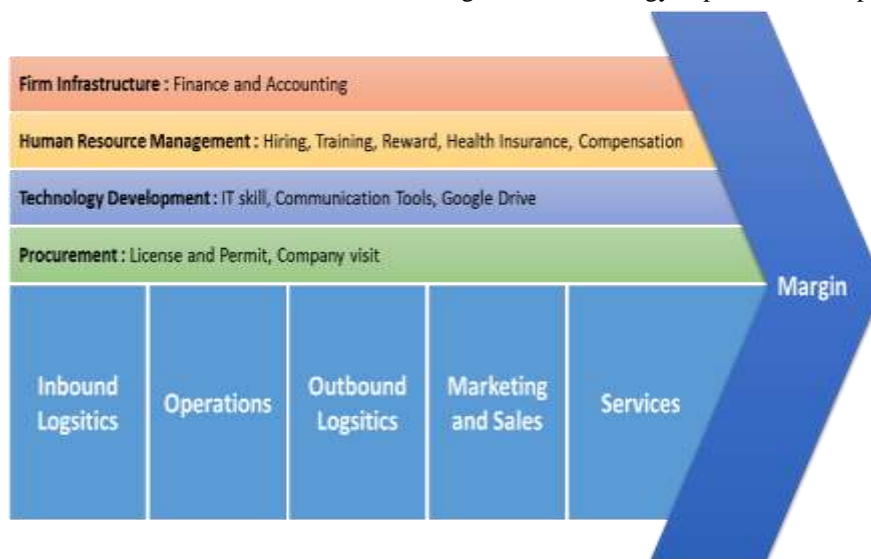 Firm Infrastructure : Finance and Accounting
Human Resource Management : Hiring, Training, Reward, Health Insurance, Compensation
Technology Development : IT skill, Communication Tools, Google Drive
Procurement : License and Permit, Company visit
Margin
Inbound
Logsitics
Operations
Outbound
Logsitics
Marketing
and Sales
Services